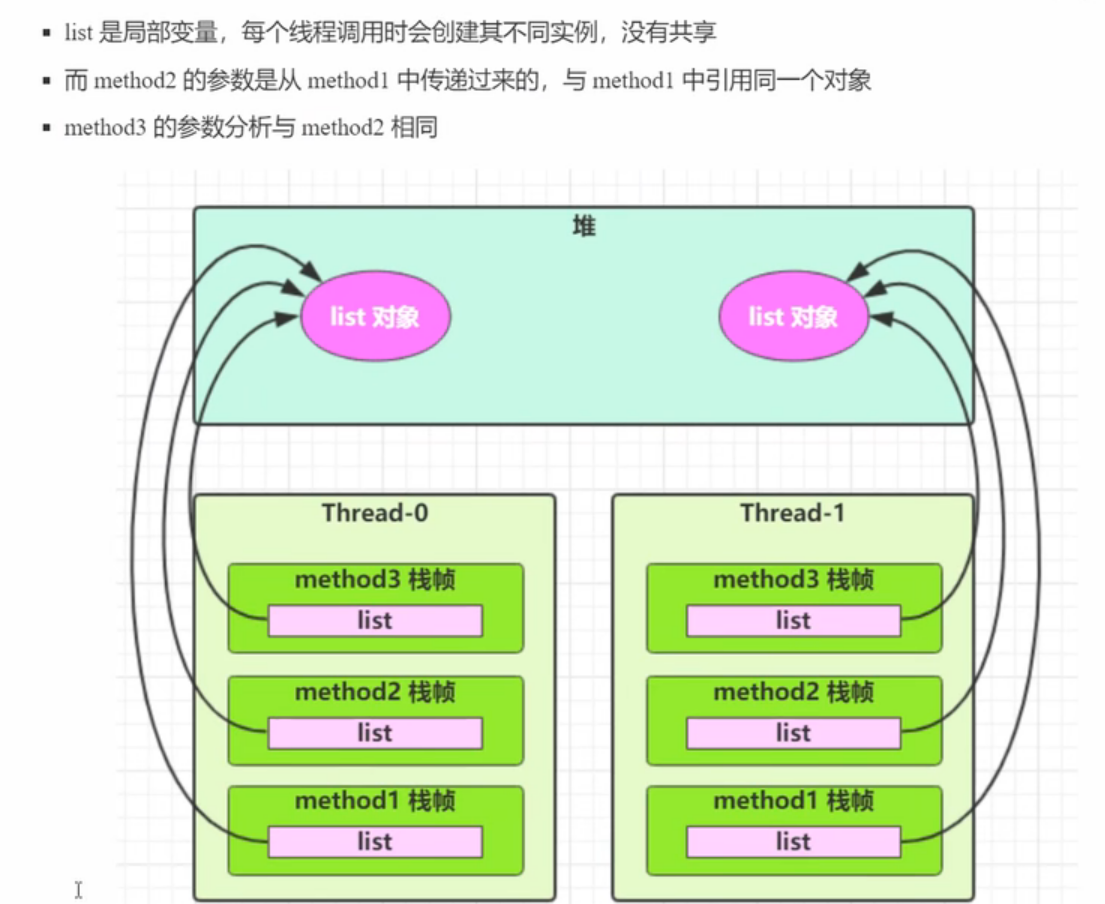 ▪ list 是局部变量，每个线程调用时会创建其不同实例，没有共享
▪ 而 method2 的参数是从 method1 中传递过来的，与 method1 中引用同一个对象
▪ method3 的参数分析与 method2 相同
堆
list 对象
list 对象
Thread-0
Thread-1
method3 栈帧
list
method3 栈帧
list
method2 栈帧
list
method2 栈帧
list
method1 栈帧
list
method1 栈帧
list